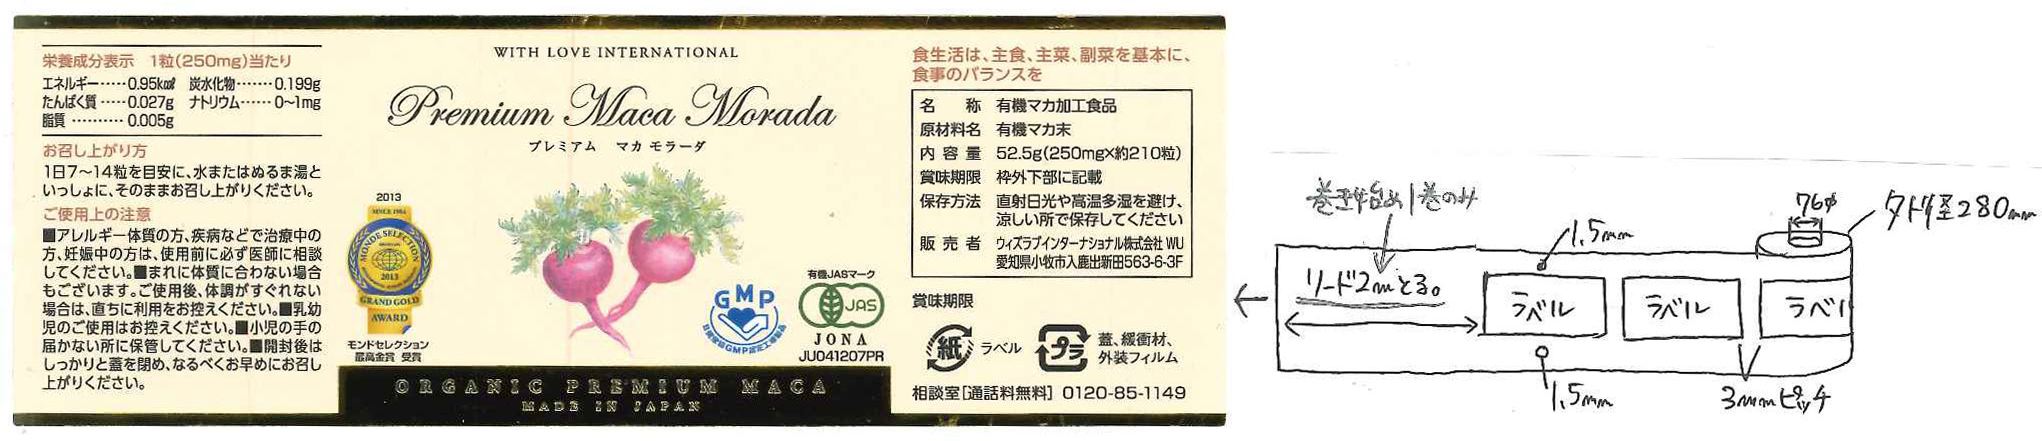 栄養成分表示 1粒(250mg)当たり
エネルギー……0.95k㎈ 炭水化物……0.199g
たんぱく質……0.027g ナトリウム……0~1mg
脂質…………0.005g
お召し上がり方
1日7~14粒を目安に、水またはぬるま湯と
いっしょに、そのままお召し上がりください。
ご使用上の注意
■アレルギー体質の方、疾病などで治療中の
方、妊娠中の方は、使用前に必ず医師に相談
してください。■まれに体質に合わない場合
もございます。ご使用後、体調がすぐれない
場合は、直ちに利用をお控えください。■乳幼
児のご使用はお控えください。■小児の手の
届かない所に保管してください。■開封後は
しっかりと蓋を閉め、なるべくお早めにお召し
上がりください。
WITH LOVE INTERNATIONAL
Premium Maca Morada
プレミアム マカ モラーダ
2013
SINCE 1961
MONDE SELECTION
2013
GRAND GOLD
AWARD
モンドセレクション
最高金賞 受賞
GMP
有機JASマーク
JAS
JONA
JU041207PR
ORGANIC PREMIUM MACA
MADE IN JAPAN
食生活は、主食、主菜、副菜を基本に、
食事のバランスを
名 称 有機マカ加工食品
原材料名 有機マカ末
内容量 52.5g(250mg×約210粒)
賞味期限 枠外下部に記載
保存方法 直射日光や高温多湿を避け、
涼しい所で保存してください
販売者 ウィズラブインターナショナル株式会社 WU
愛知県小牧市入鹿出新田563-6-3F
賞味期限
紙 ラベル プラ 蓋、緩衝材、
外装フィルム
相談室[通話料無料] 0120-85-1149
巻き始め1巻のみ
リード2mとる。
1.5mm
76φ
外径280mm
ラベル
ラベル
ラベル
1.5mm
3mmピッチ